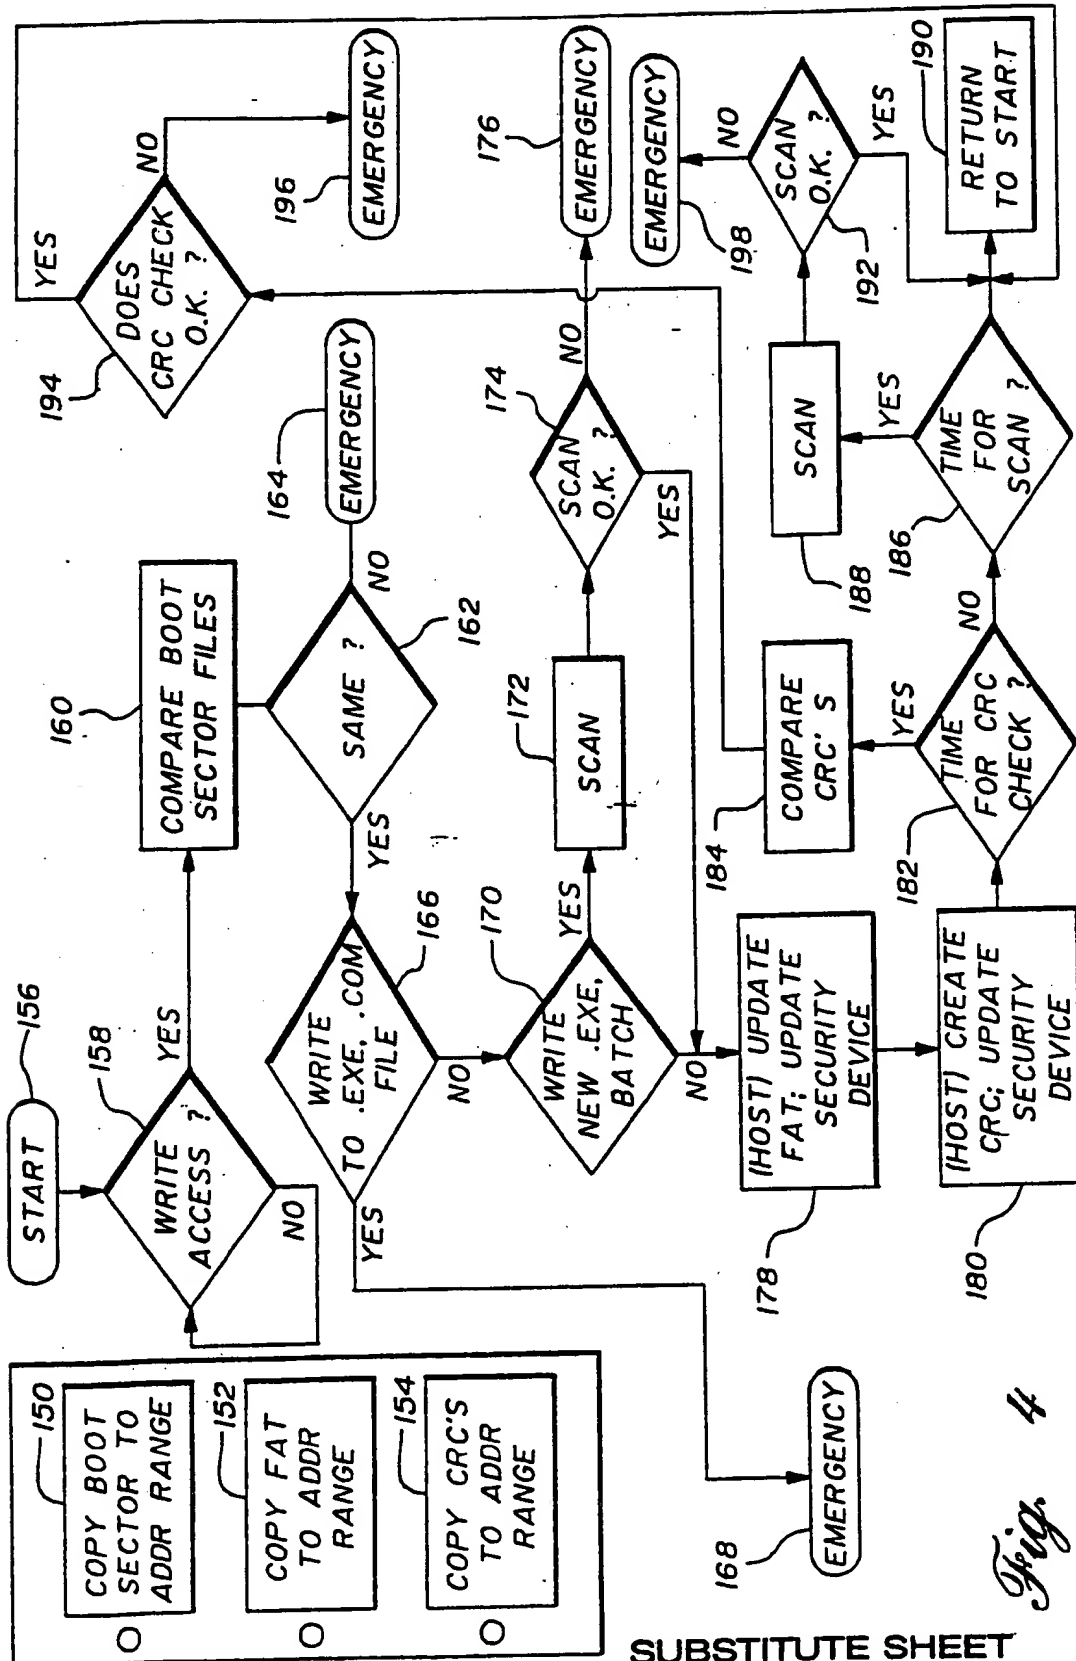 150
COPY BOOT
SECTOR TO
ADDR RANGE
152
COPY FAT
TO ADDR
RANGE
154
COPY CRC'S
TO ADDR
RANGE
START
156
158
WRITE
ACCESS ?
YES
NO
160
COMPARE BOOT
SECTOR FILES
162
SAME ?
NO
YES
164
EMERGENCY
166
WRITE
TO .EXE, .COM
FILE
YES
NO
168
EMERGENCY
170
WRITE
NEW .EXE,
BATCH
YES
NO
172
SCAN
174
SCAN
O.K. ?
NO
YES
176
EMERGENCY
178
(HOST) UPDATE
FAT; UPDATE
SECURITY
DEVICE
180
(HOST) CREATE
CRC; UPDATE
SECURITY
DEVICE
182
TIME
FOR CRC
CHECK ?
YES
NO
184
COMPARE
CRC'S
186
TIME
FOR
SCAN ?
YES
188
SCAN
190
RETURN
TO START
192
SCAN
O.K. ?
NO
YES
194
DOES
CRC CHECK
O.K. ?
YES
NO
196
EMERGENCY
198
EMERGENCY
Fig. 4
SUBSTITUTE SHEET